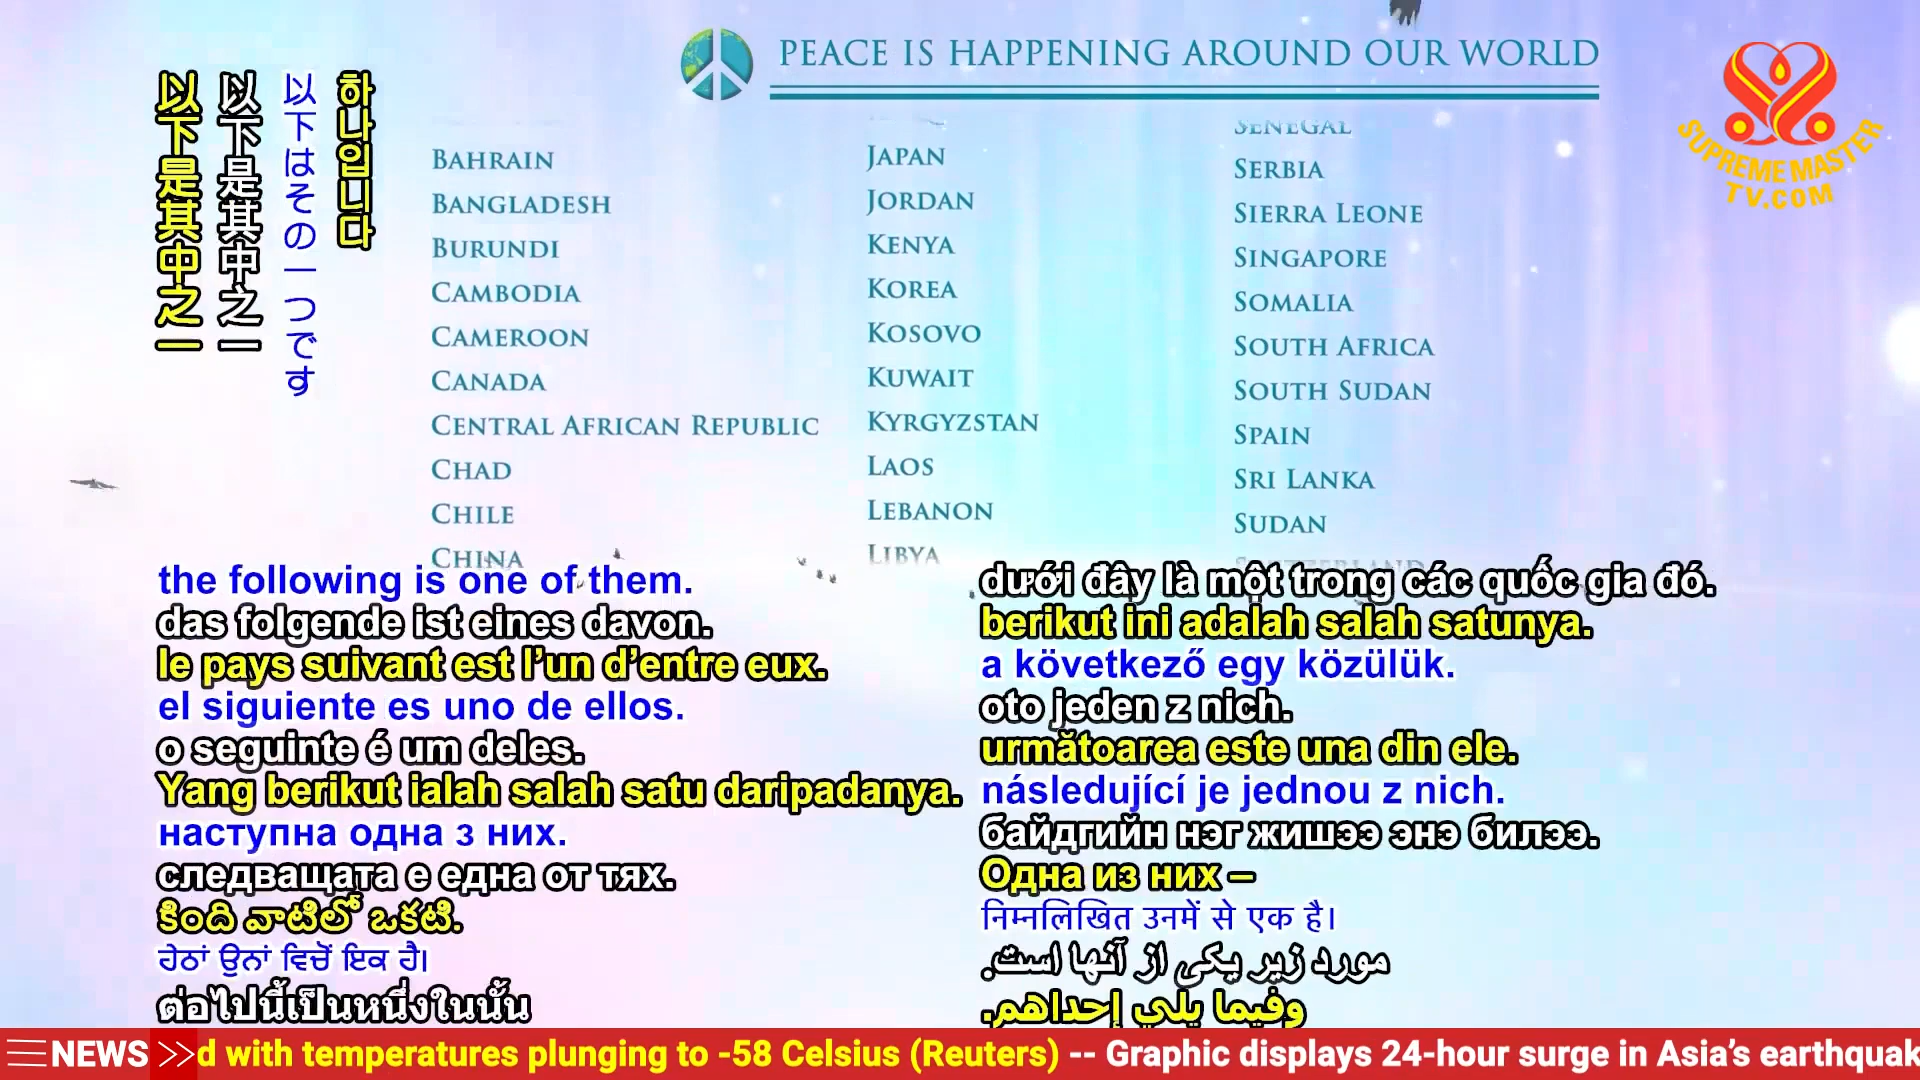 PEACE IS HAPPENING AROUND OUR WORLD
SUPREME MASTER
TV.COM
以下是其中之一
以下是其中之一
以下はその一つです
하나입니다
BAHRAIN
BANGLADESH
BURUNDI
CAMBODIA
CAMEROON
CANADA
CENTRAL AFRICAN REPUBLIC
CHAD
CHILE
CHINA
JAPAN
JORDAN
KENYA
KOREA
KOSOVO
KUWAIT
KYRGYZSTAN
LAOS
LEBANON
LIBYA
SENEGAL
SERBIA
SIERRA LEONE
SINGAPORE
SOMALIA
SOUTH AFRICA
SOUTH SUDAN
SPAIN
SRI LANKA
SUDAN
the following is one of them.
das folgende ist eines davon.
le pays suivant est l’un d’entre eux.
el siguiente es uno de ellos.
o seguinte é um deles.
Yang berikut ialah salah satu daripadanya.
наступна одна з них.
следващата е една от тях.
కింది వాటిలో ఒకటి.
ਹੇਠਾਂ ਉਨਾਂ ਵਿਚੋਂ ਇਕ ਹੈ।
ต่อไปนี้เป็นหนึ่งในนั้น
dưới đây là một trong các quốc gia đó.
berikut ini adalah salah satunya.
a következő egy közülük.
oto jeden z nich.
următoarea este una din ele.
následující je jednou z nich.
байдгийн нэг жишээ энэ билээ.
Одна из них –
निम्नलिखित उनमें से एक है।
مورد زیر یکی از آنها است.
وفيما يلي إحداهم.
NEWS d with temperatures plunging to -58 Celsius (Reuters) -- Graphic displays 24-hour surge in Asia’s earthquak